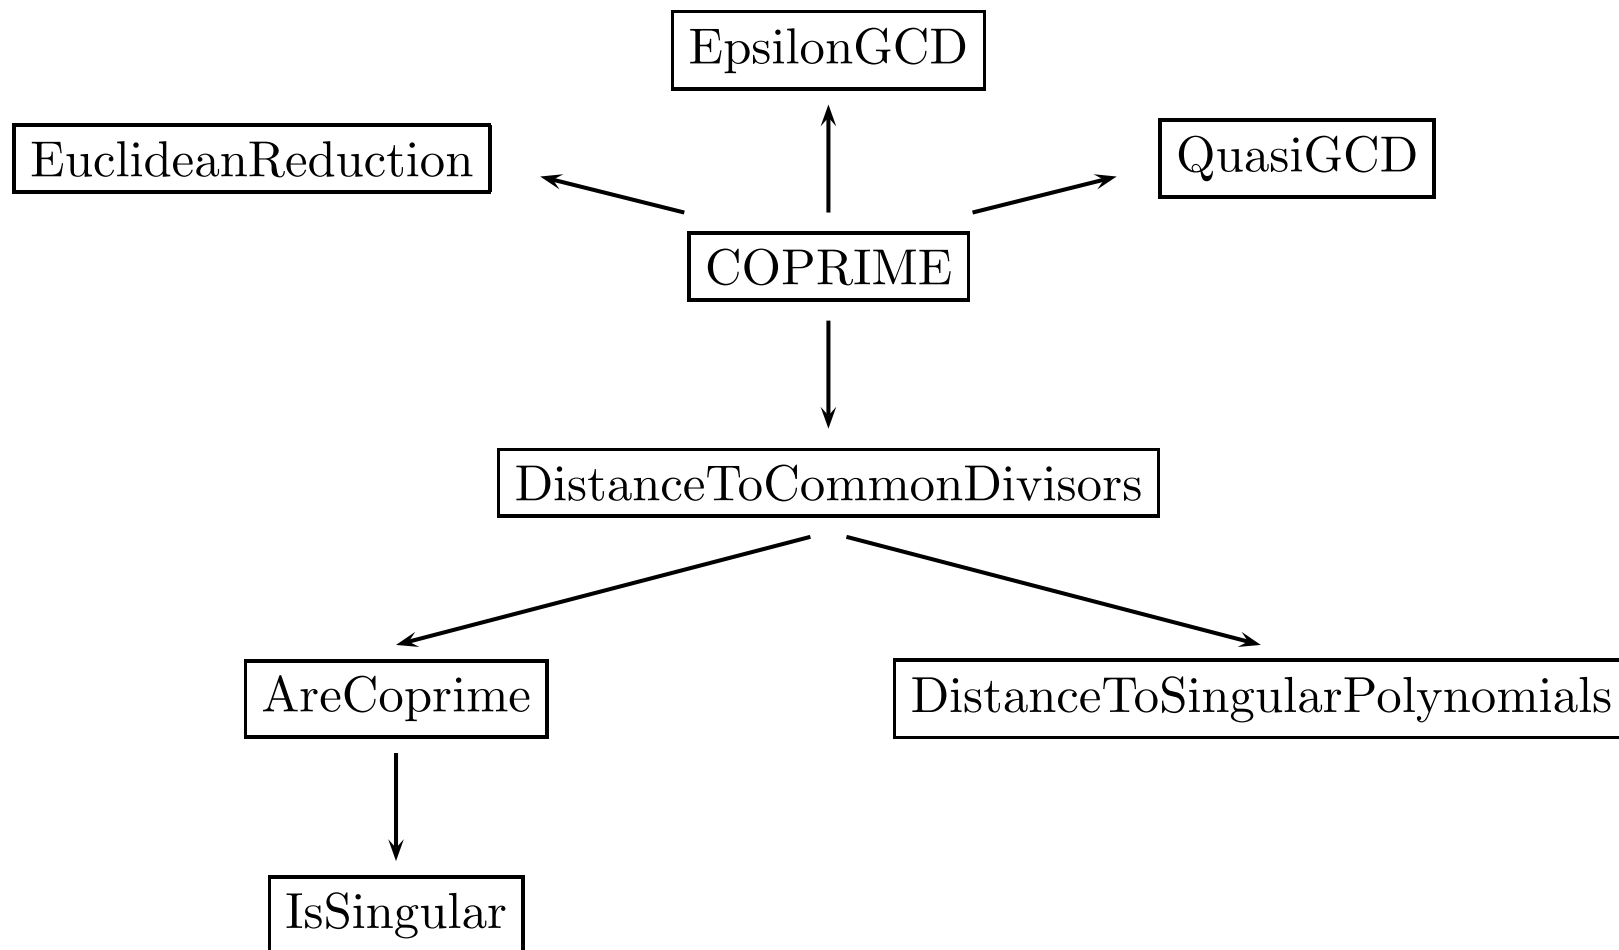 EpsilonGCD
EuclideanReduction
QuasiGCD
COPRIME
DistanceToCommonDivisors
AreCoprime
DistanceToSingularPolynomials
IsSingular